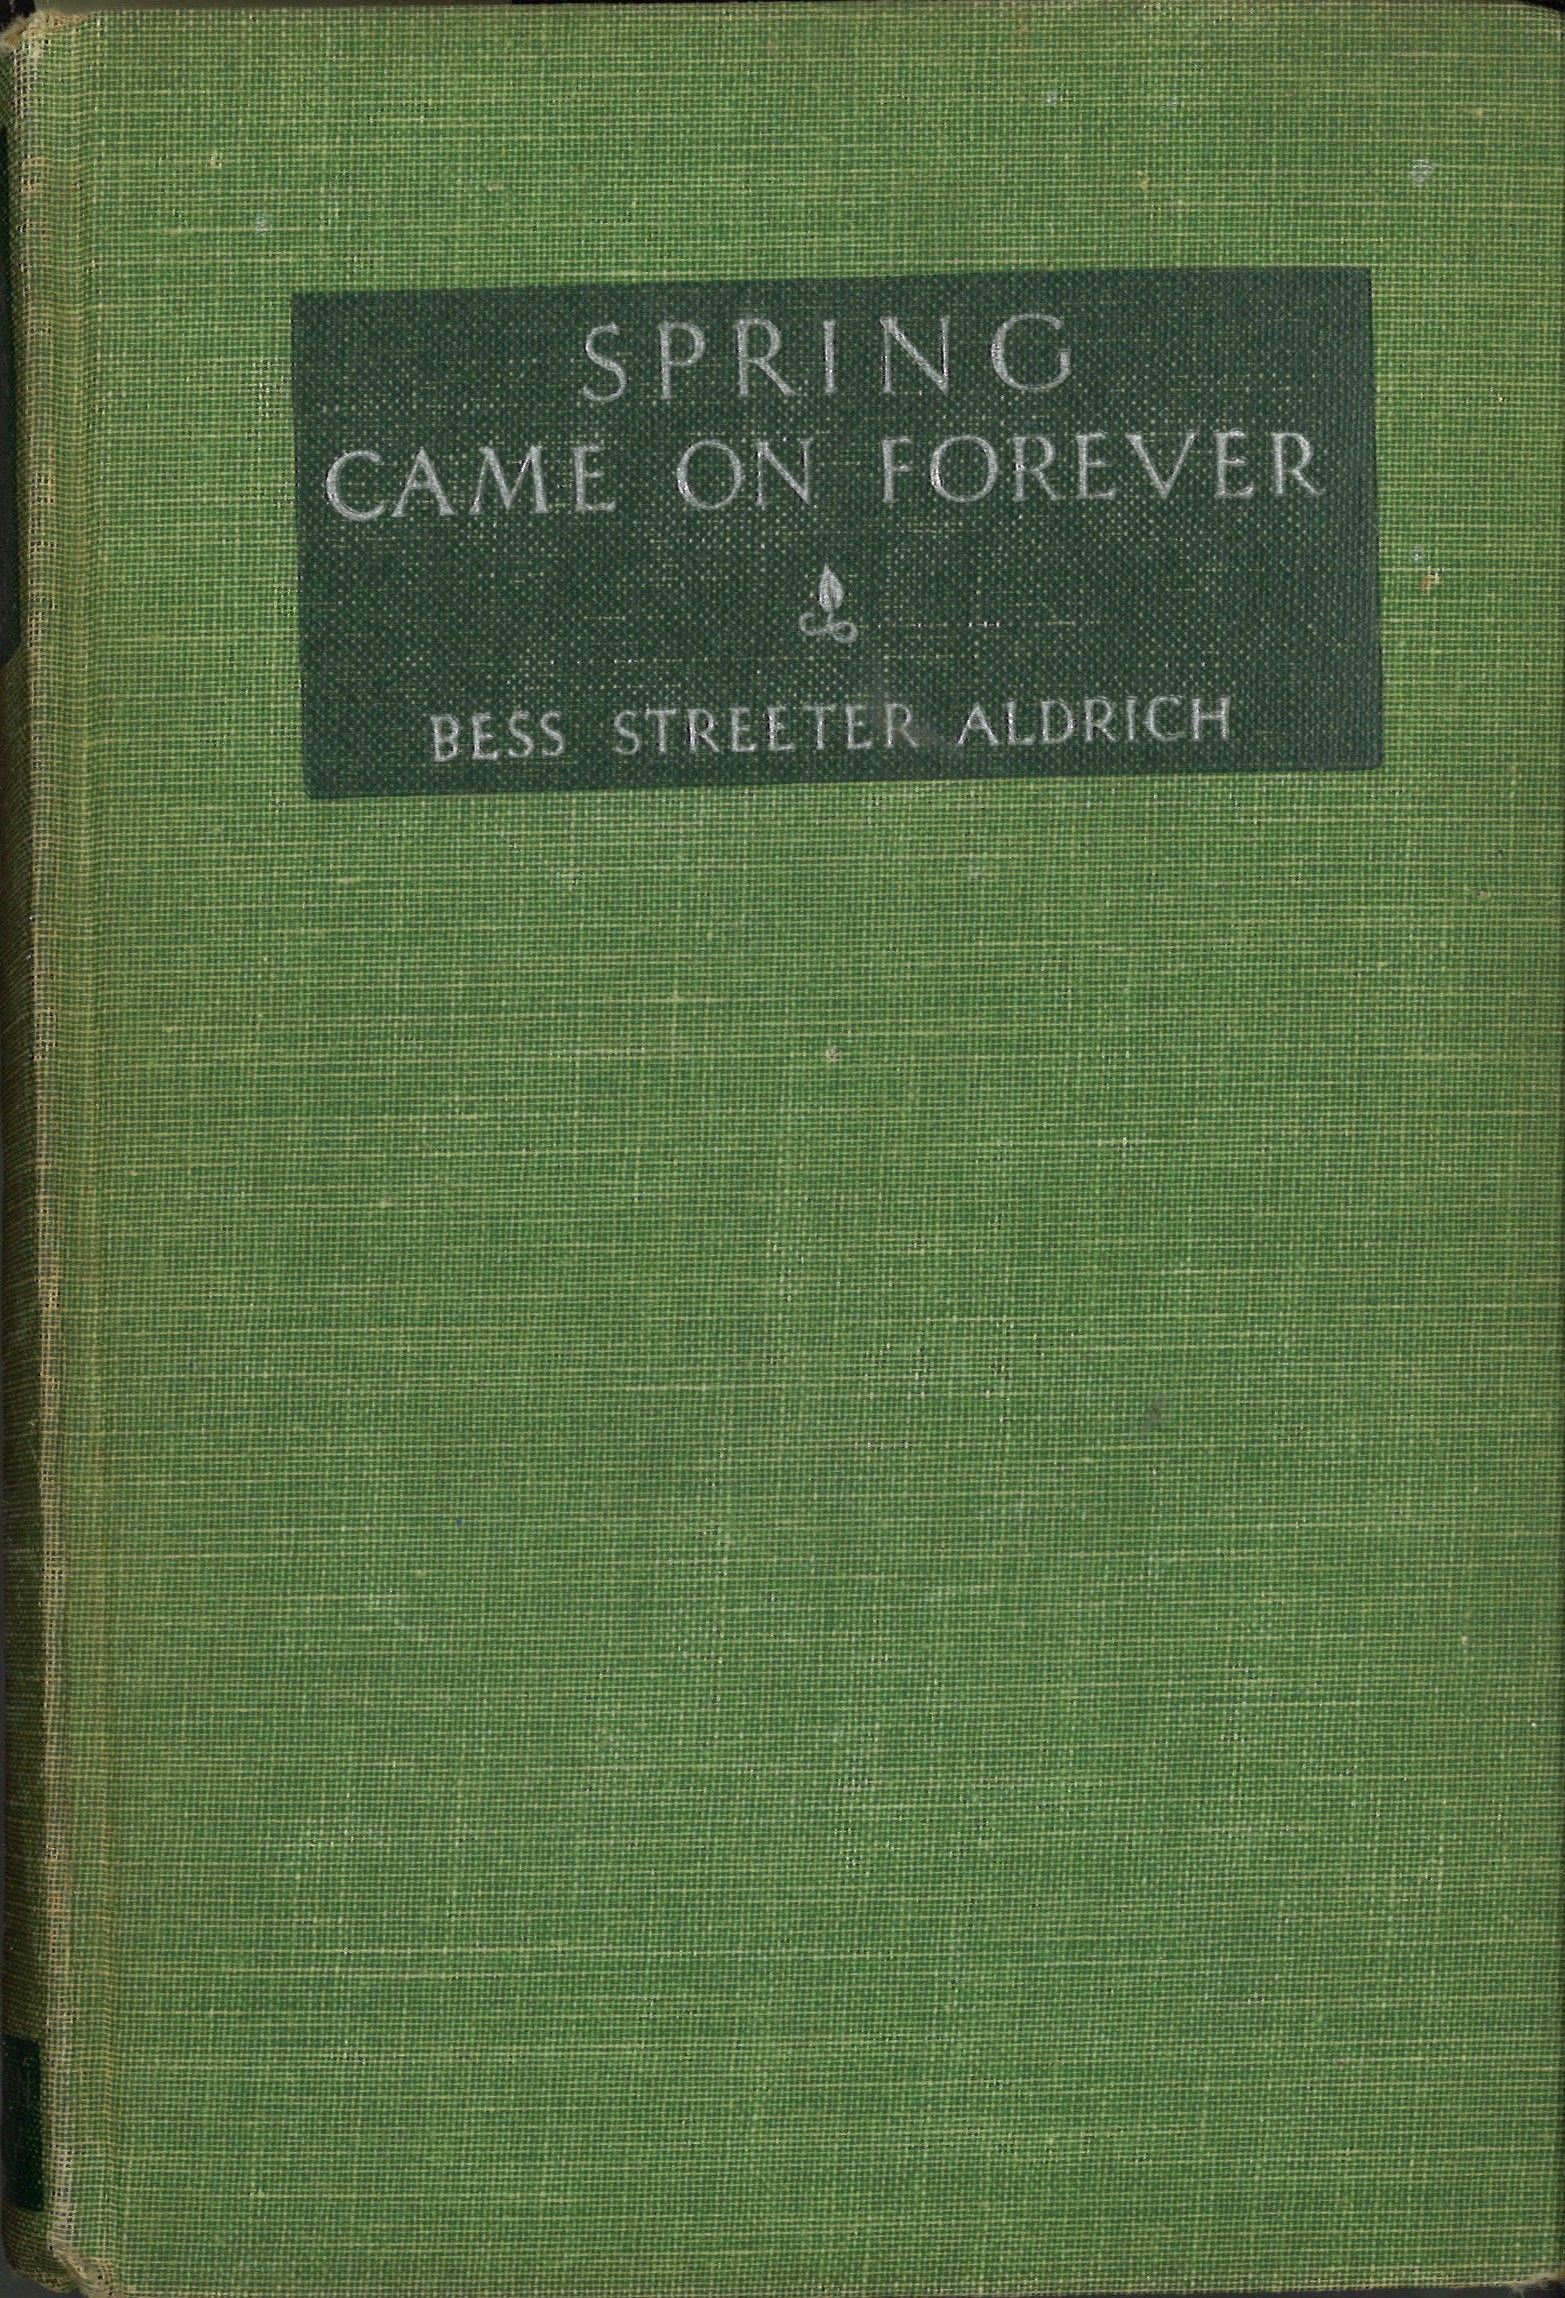 SPRING
CAME ON FOREVER
BESS STREETER ALDRICH